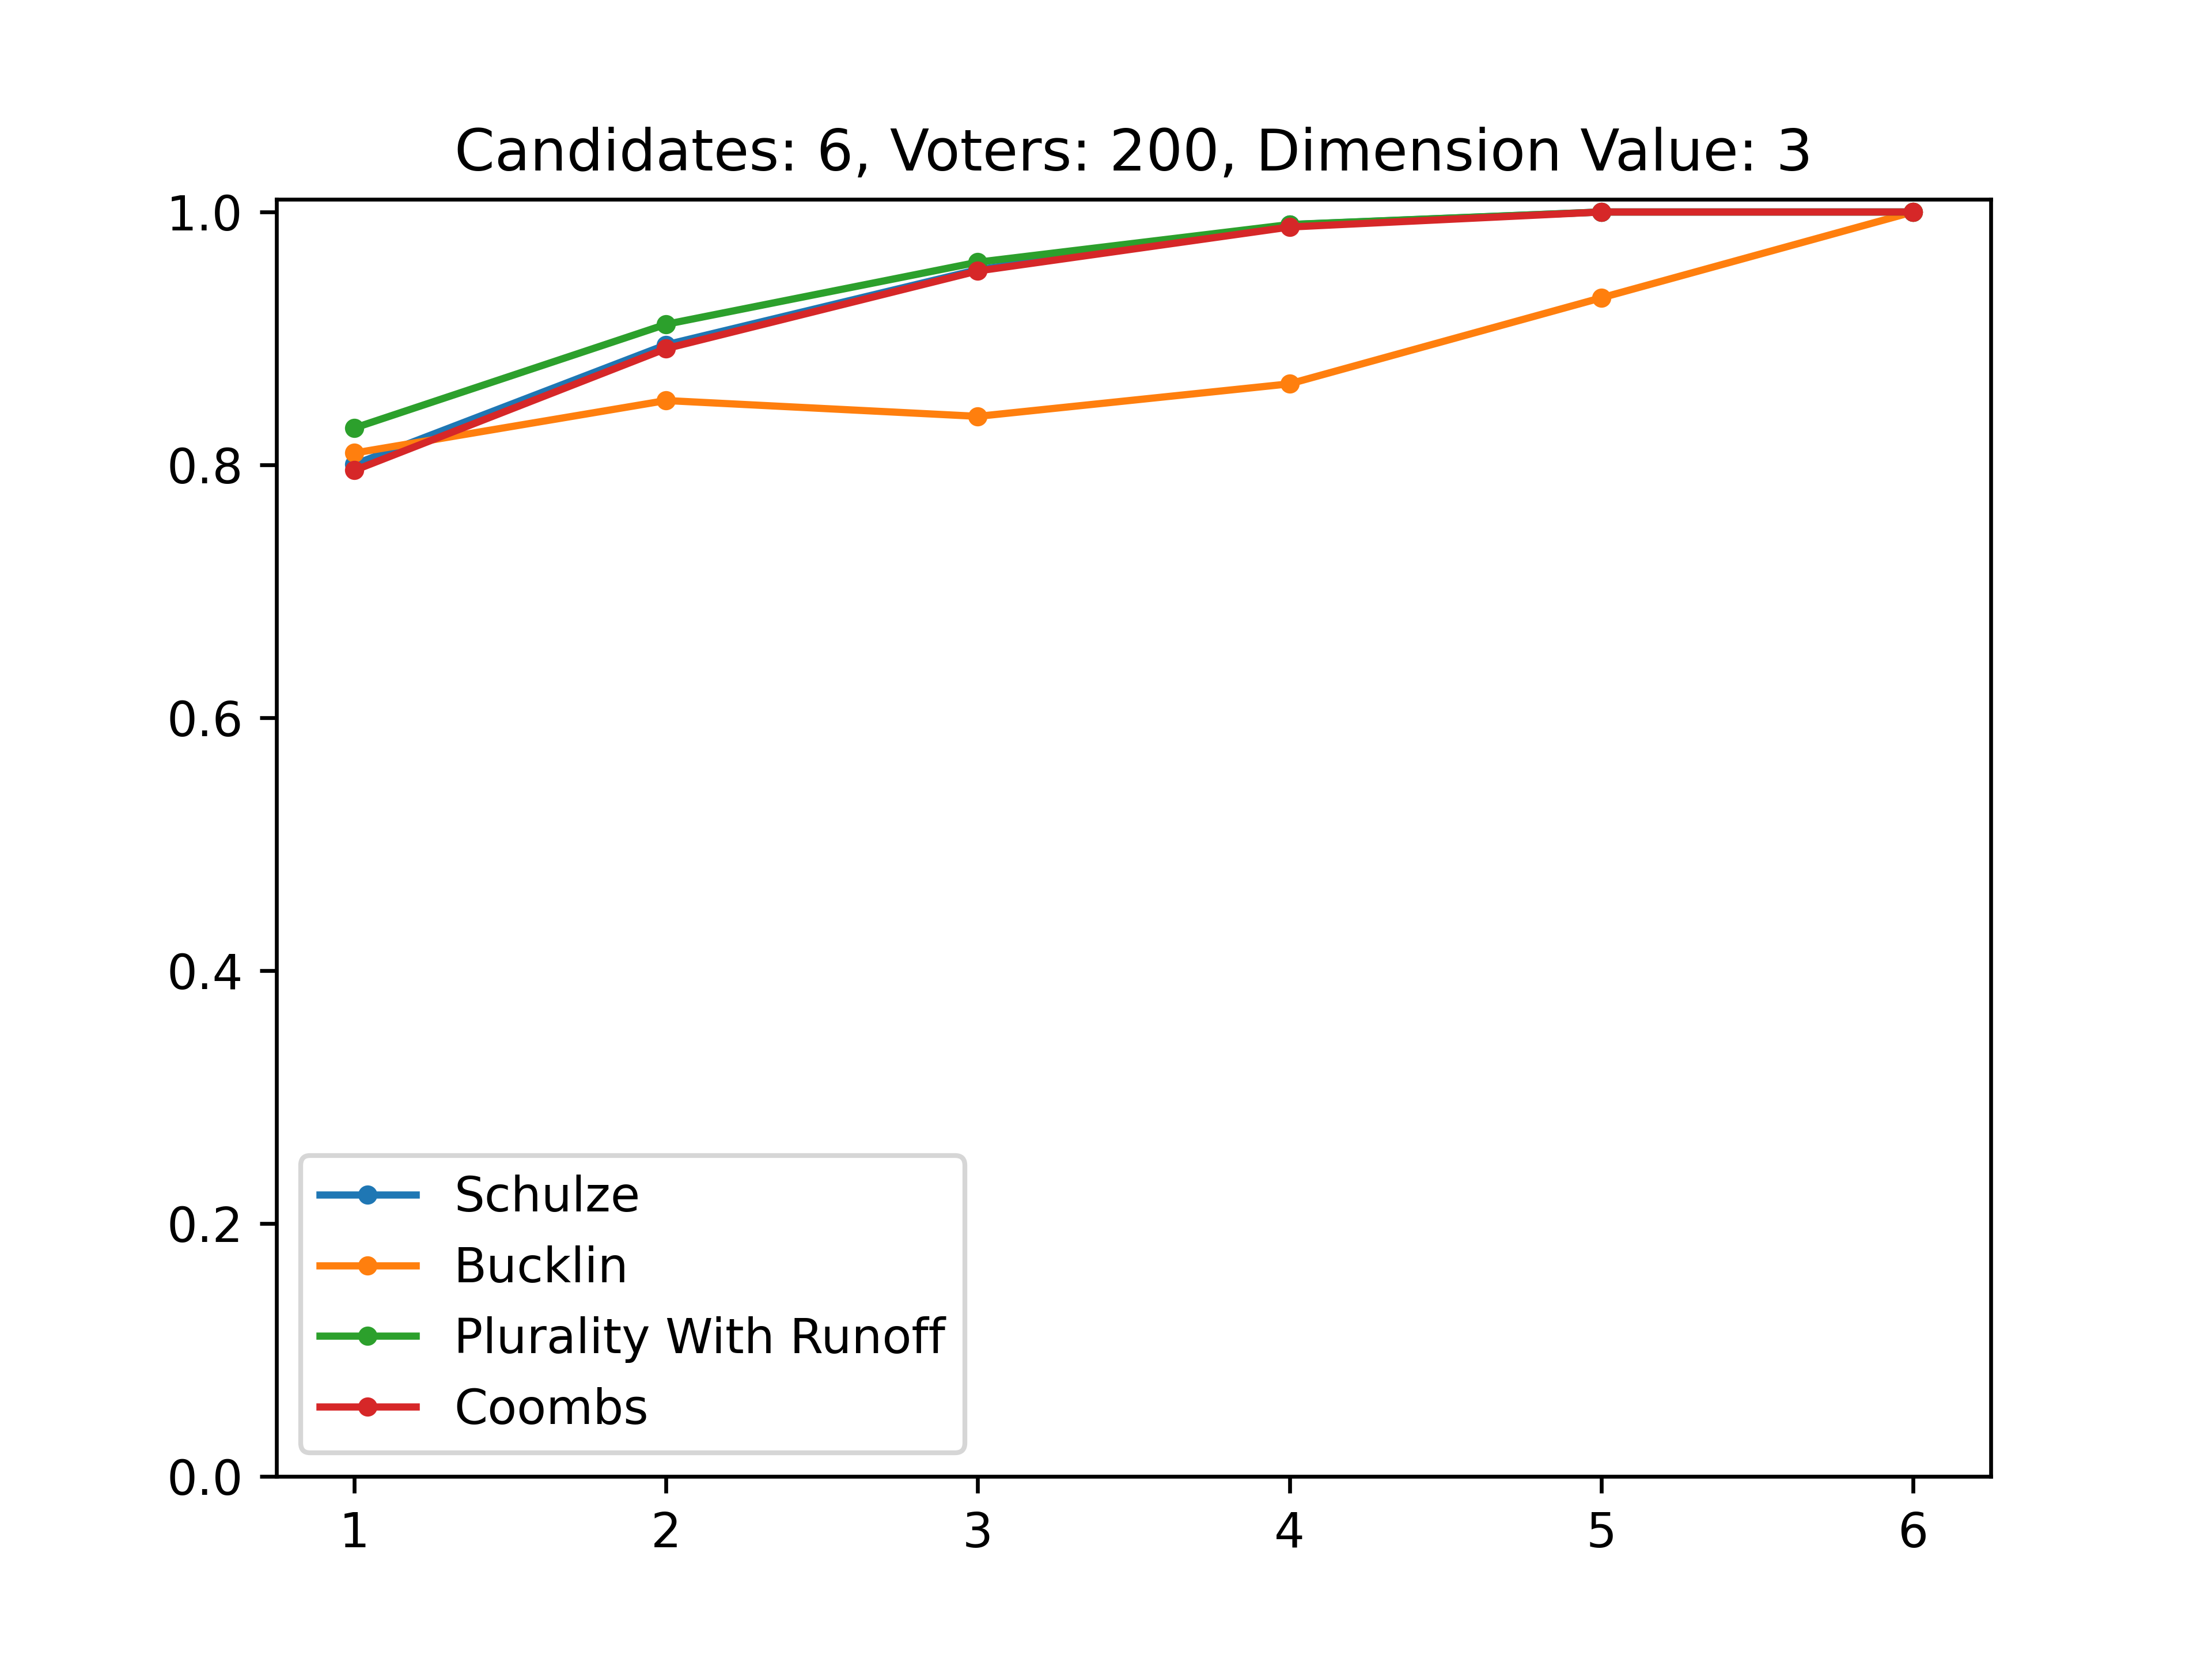 Candidates: 6, Voters: 200, Dimension Value: 3
1.0
0.8
0.6
0.4
0.2
0.0
Schulze
Bucklin
Plurality With Runoff
Coombs
1 2 3 4 5 6